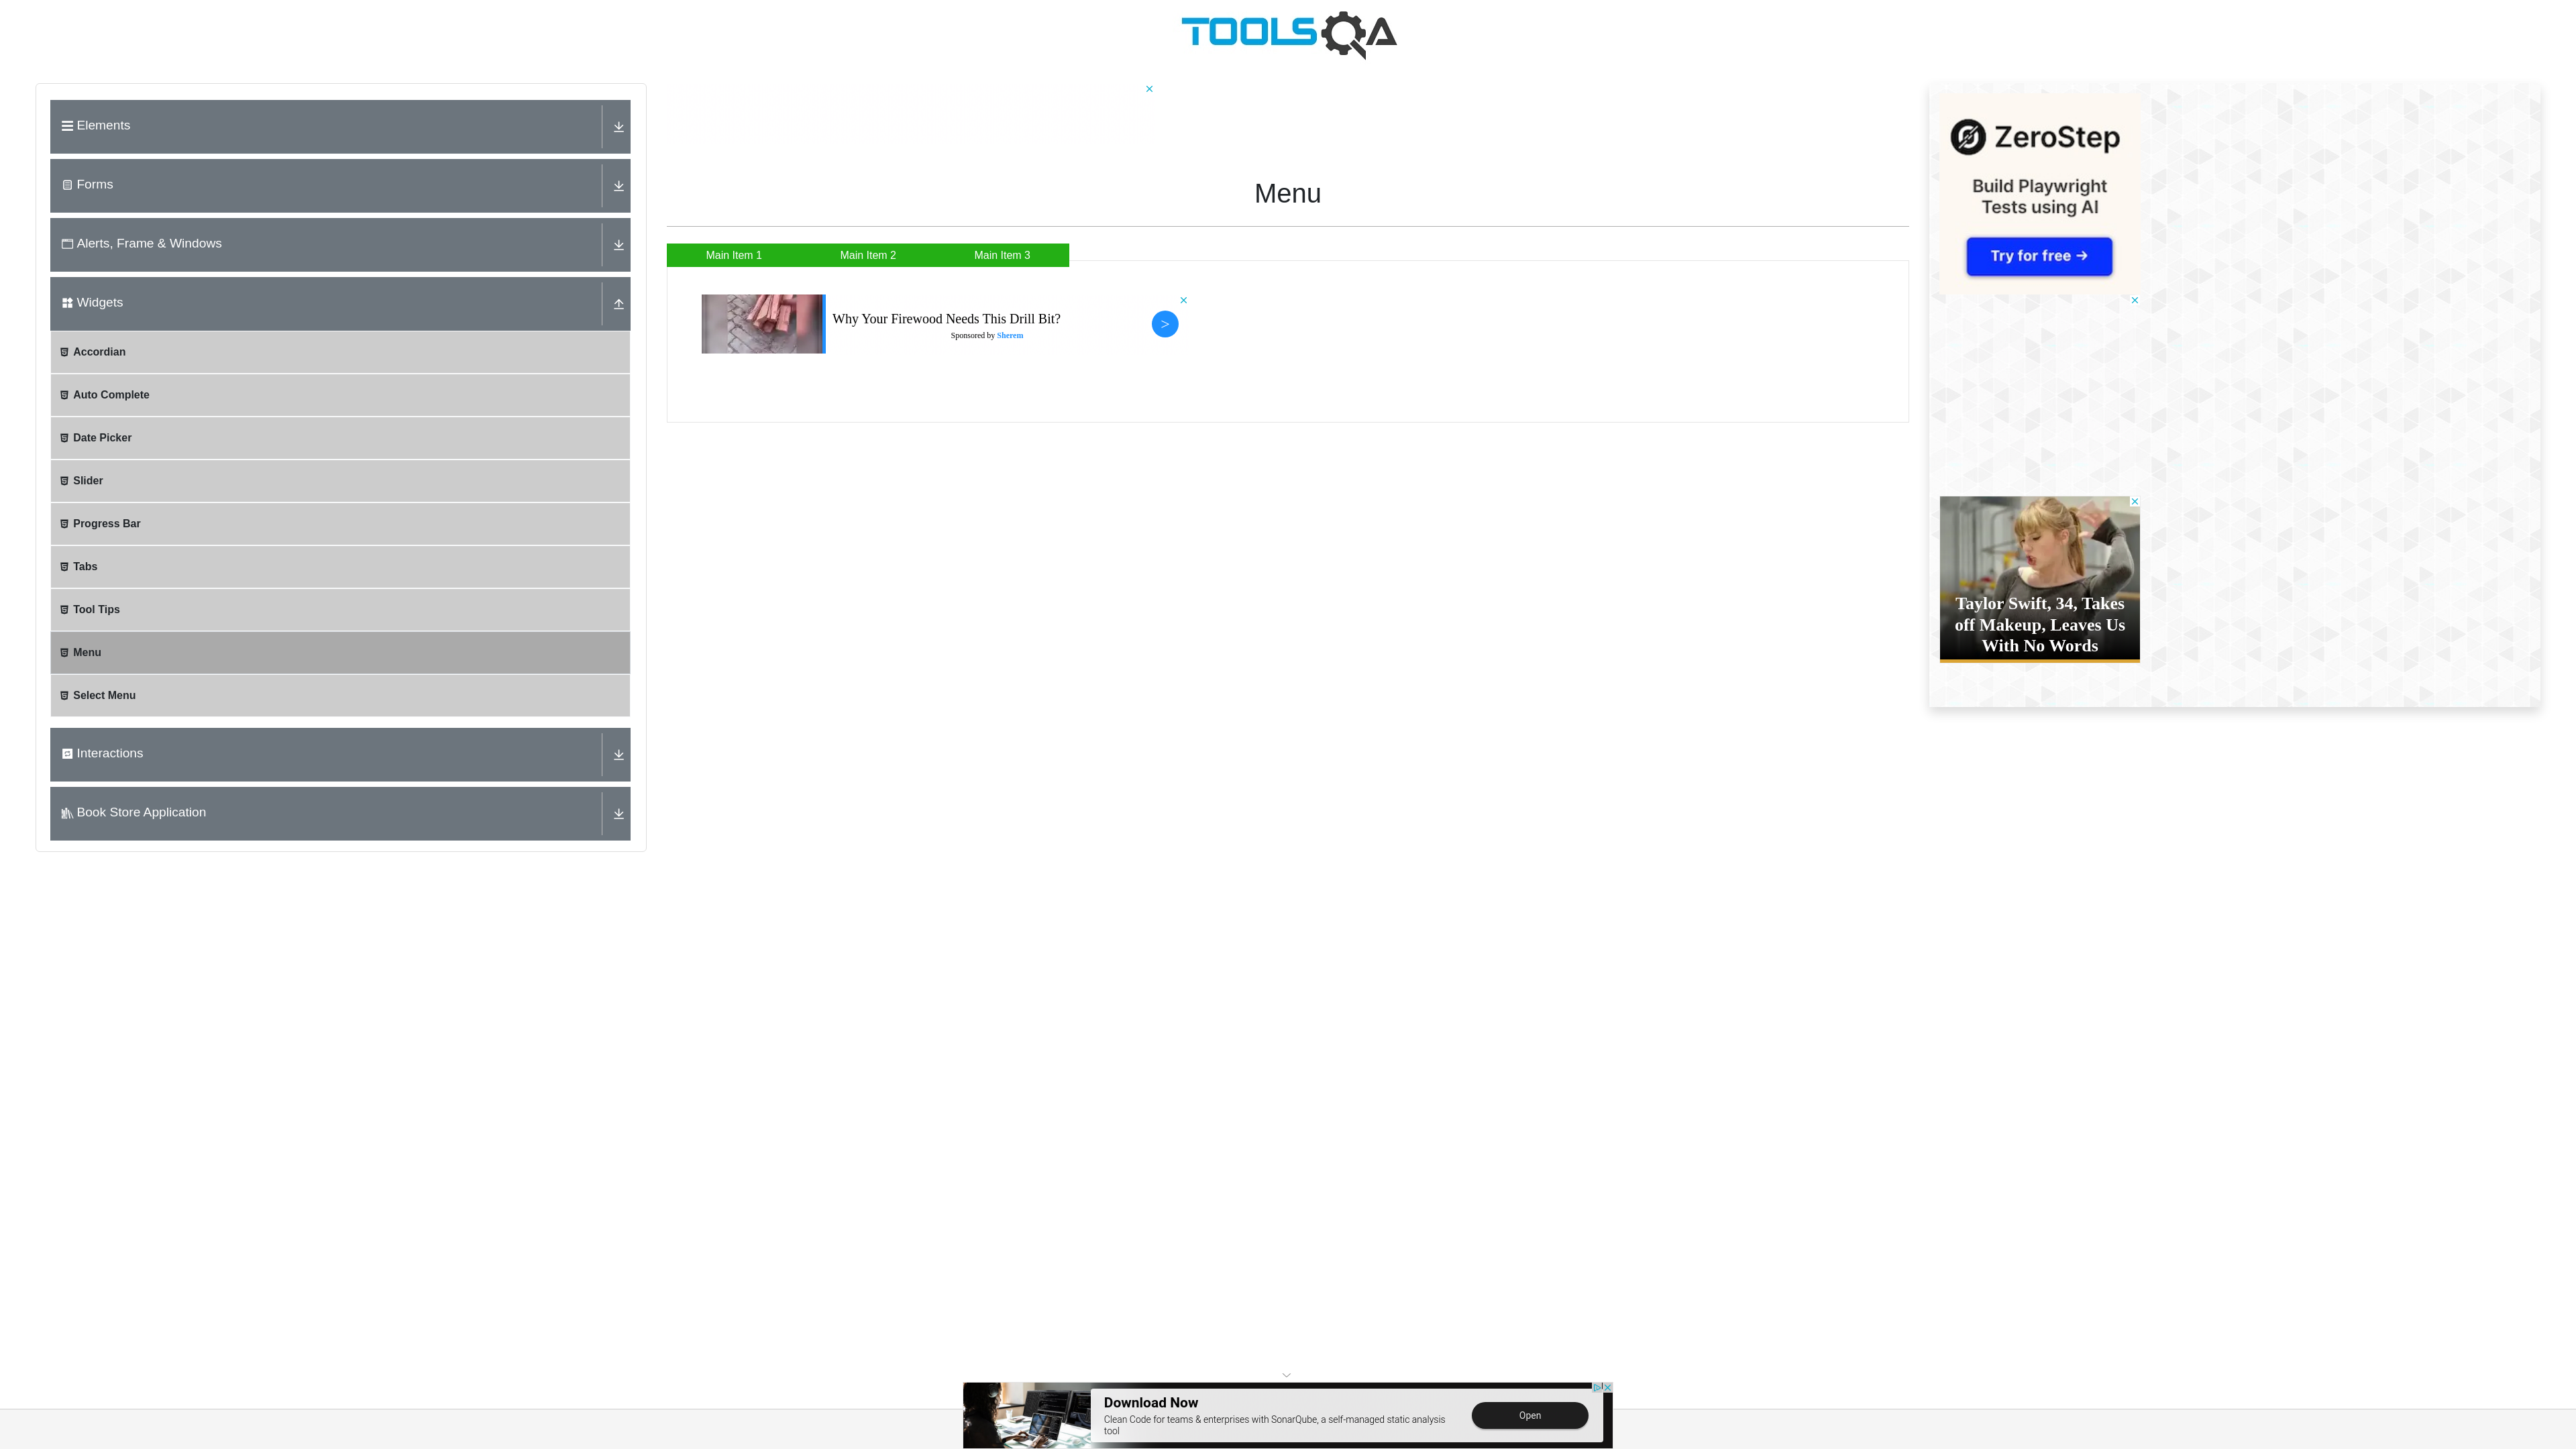 TOOLSQA
Elements
Forms
Alerts, Frame & Windows
Widgets
Accordian
Auto Complete
Date Picker
Slider
Progress Bar
Tabs
Tool Tips
Menu
Select Menu
Interactions
Book Store Application
Menu
Main Item 1
Main Item 2
Main Item 3
Why Your Firewood Needs This Drill Bit?
Sponsored by Sherem
>
ZeroStep
Build Playwright
Tests using AI
Try for free →
Taylor Swift, 34, Takes
off Makeup, Leaves Us
With No Words
Download Now
Clean Code for teams & enterprises with SonarQube, a self-managed static analysis
tool
Open